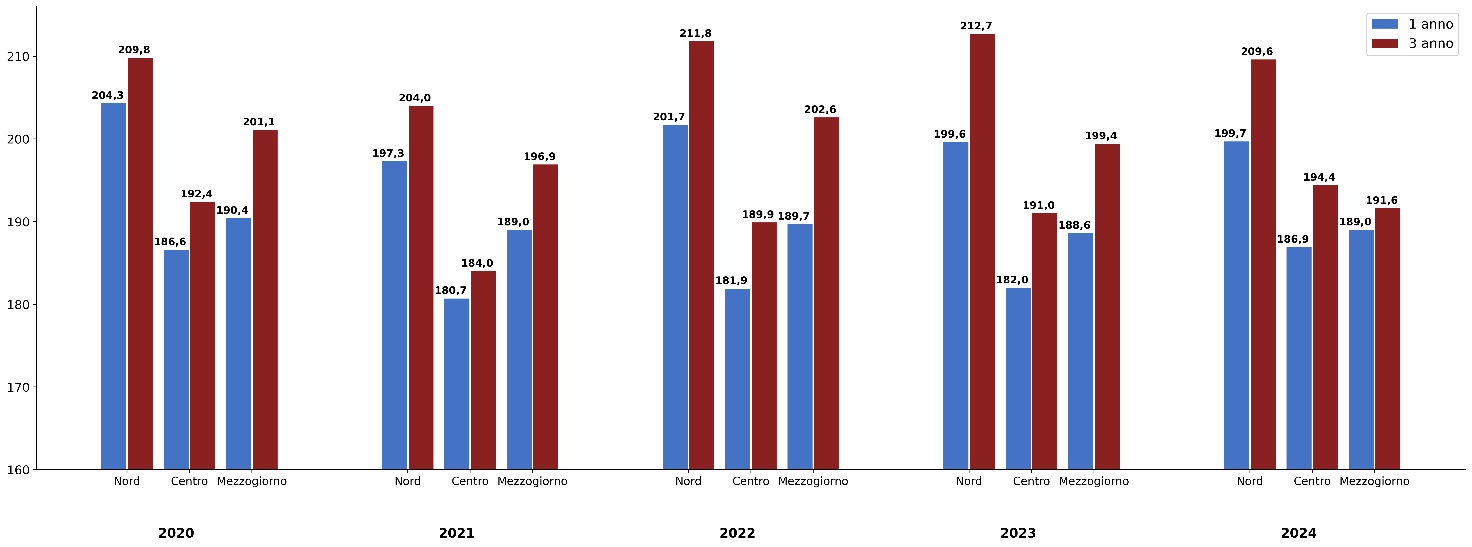 1 anno
3 anno
210
200
190
180
170
160
204,3 209,8 186,6 192,4 190,4 201,1
197,3 204,0 180,7 184,0 189,0 196,9
201,7 211,8 181,9 189,9 189,7 202,6
199,6 212,7 182,0 191,0 188,6 199,4
199,7 209,6 186,9 194,4 189,0 191,6
Nord Centro Mezzogiorno Nord Centro Mezzogiorno Nord Centro Mezzogiorno Nord Centro Mezzogiorno Nord Centro Mezzogiorno
2020 2021 2022 2023 2024